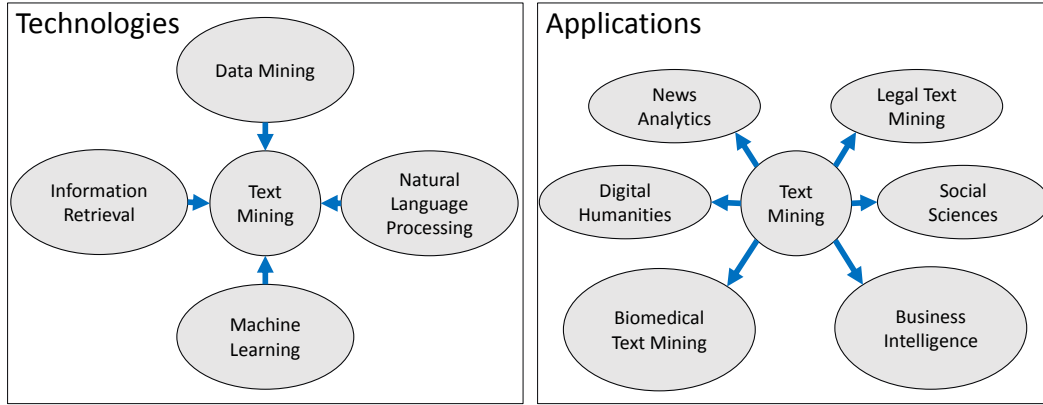 Technologies
Data Mining
Information
Retrieval
Text
Mining
Natural
Language
Processing
Machine
Learning
Applications
News
Analytics
Legal Text
Mining
Digital
Humanities
Text
Mining
Social
Sciences
Biomedical
Text Mining
Business
Intelligence